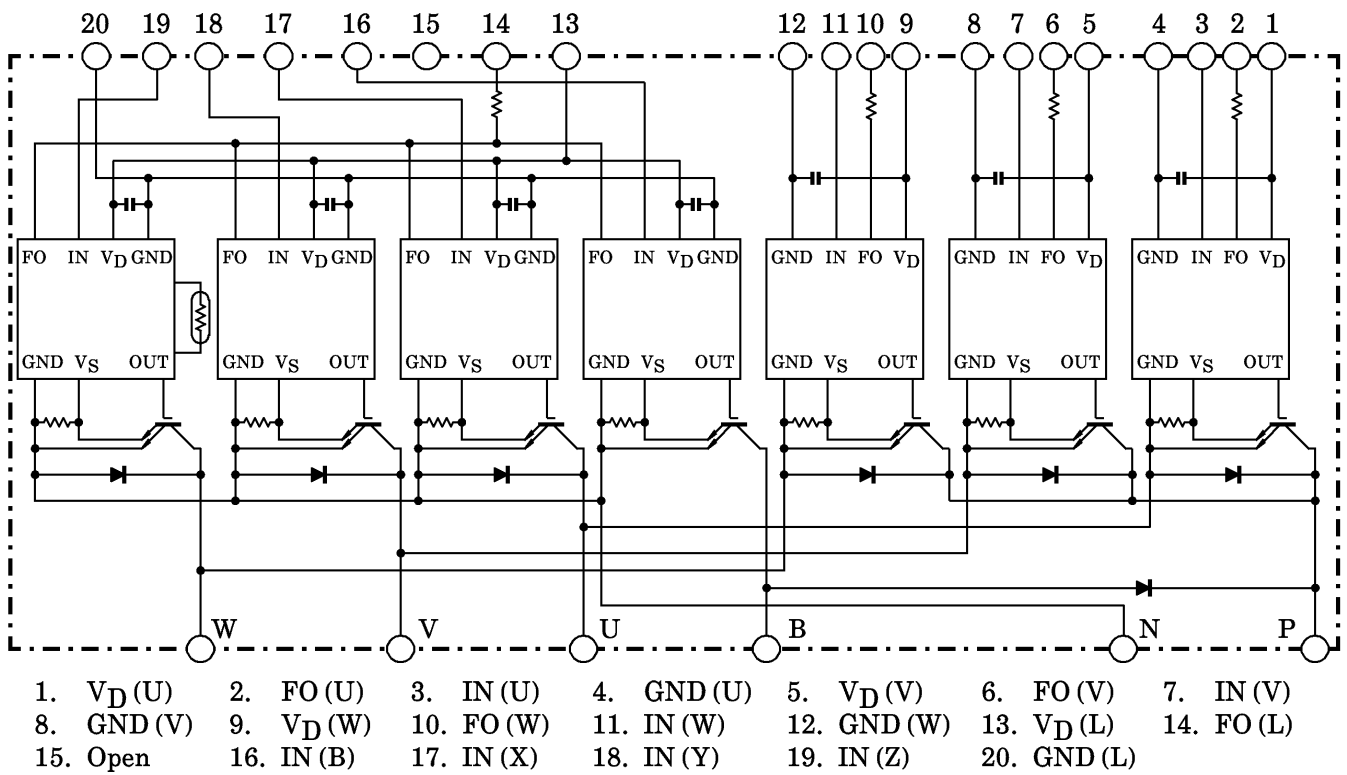 20 19 18 17 16 15 14 13 12 11 10 9 8 7 6 5 4 3 2 1
FO IN VD GND FO IN VD GND FO IN VD GND FO IN VD GND GND IN FO VD GND IN FO VD GND IN FO VD
GND VS OUT GND VS OUT GND VS OUT GND VS OUT GND VS OUT GND VS OUT GND VS OUT
W V U B N P
1. VD (U) 2. FO (U) 3. IN (U) 4. GND (U) 5. VD (V) 6. FO (V) 7. IN (V)
8. GND (V) 9. VD (W) 10. FO (W) 11. IN (W) 12. GND (W) 13. VD (L) 14. FO (L)
15. Open 16. IN (B) 17. IN (X) 18. IN (Y) 19. IN (Z) 20. GND (L)